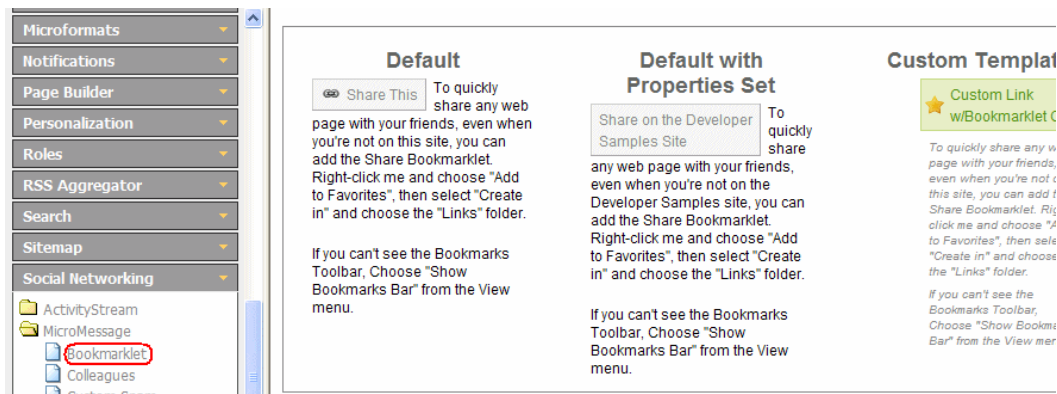 Microformats
Notifications
Page Builder
Personalization
Roles
RSS Aggregator
Search
Sitemap
Social Networking
ActivityStream
MicroMessage
Bookmarklet
Colleagues
Default
Share This
To quickly
share any web
page with your friends, even when
you're not on this site, you can
add the Share Bookmarklet.
Right-click me and choose "Add
to Favorites", then select "Create
in" and choose the "Links" folder.
If you can't see the Bookmarks
Toolbar, Choose "Show
Bookmarks Bar" from the View
menu.
Default with
Properties Set
Share on the Developer
Samples Site
To
quickly
share
any web page with your friends,
even when you're not on the
Developer Samples site, you can
add the Share Bookmarklet.
Right-click me and choose "Add
to Favorites", then select "Create
in" and choose the "Links" folder.
If you can't see the Bookmarks
Toolbar, Choose "Show
Bookmarks Bar" from the View
menu.
Custom Templat
Custom Link
w/Bookmarklet
To quickly share any w
page with your friends,
even when you're not
this site, you can add
Share Bookmarklet. Rig
click me and choose "A
to Favorites", then sele
"Create in" and choose
the "Links" folder.
If you can't see the
Bookmarks Toolbar,
Choose "Show Bookma
Bar" from the View men